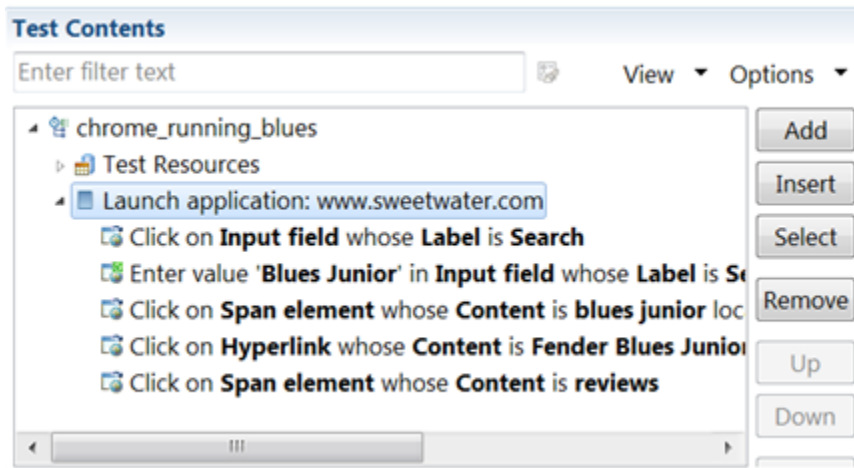 Test Contents
Enter filter text
View Options
chrome_running_blues
Add
Test Resources
Insert
Launch application: www.sweetwater.com
Click on Input field whose Label is Search
Select
Enter value 'Blues Junior' in Input field whose Label is
Click on Span element whose Content is blues junior loc
Remove
Click on Hyperlink whose Content is Fender Blues Junior
Up
Click on Span element whose Content is reviews
Down